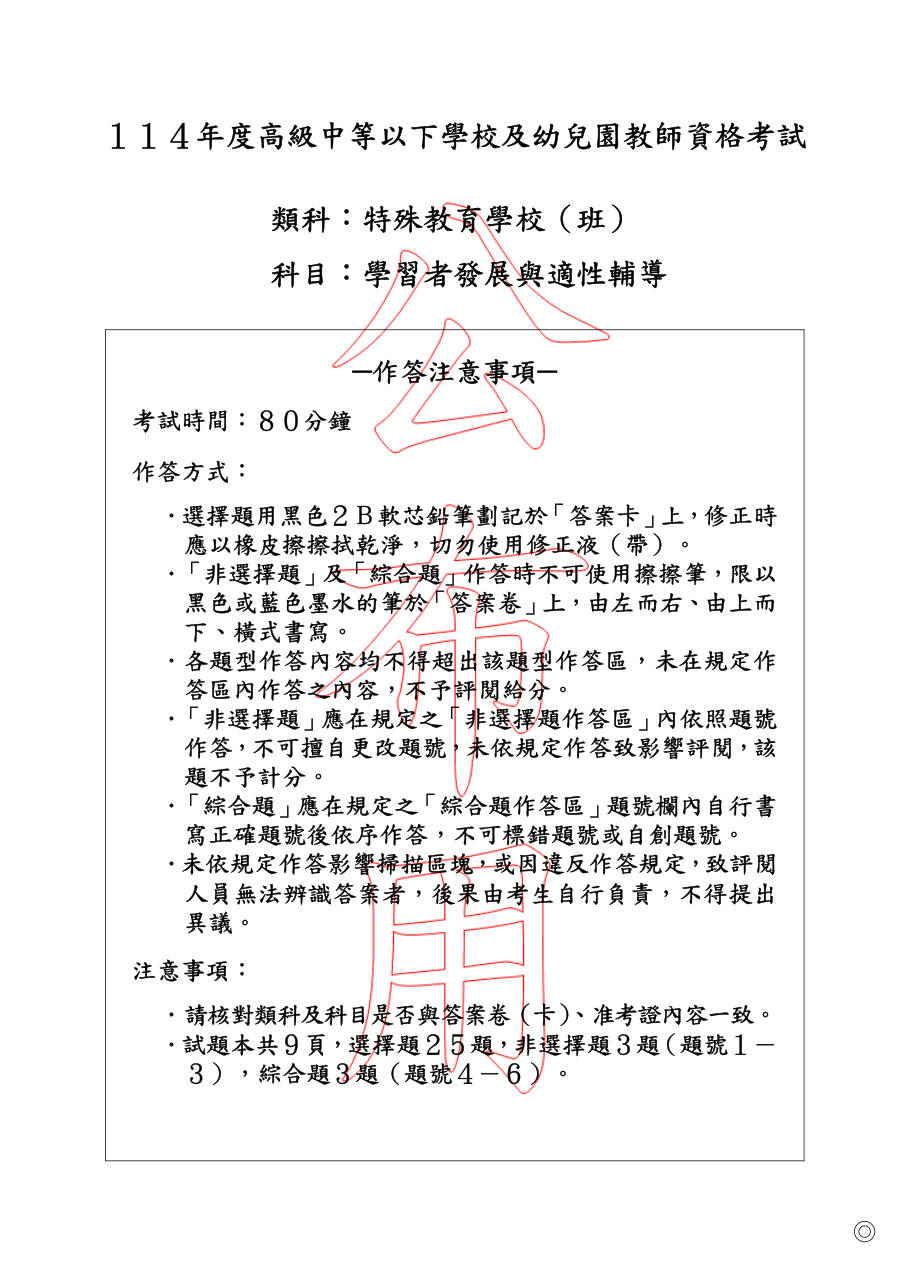 114年度高級中等以下學校及幼兒園教師資格考試
類科：特殊教育學校（班）
科目：學習者發展與適性輔導
—作答注意事項—
考試時間：80分鐘
作答方式：
．選擇題用黑色2B軟芯鉛筆劃記於「答案卡」上，修正時
應以橡皮擦擦拭乾淨，切勿使用修正液（帶）。
．「非選擇題」及「綜合題」作答時不可使用擦擦筆，限以
黑色或藍色墨水的筆於「答案卷」上，由左而右、由上而
下、橫式書寫。
．各題型作答內容均不得超出該題型作答區，未在規定作
答區內作答之內容，不予評閱給分。
．「非選擇題」應在規定之「非選擇題作答區」內依照題號
作答，不可擅自更改題號，未依規定作答致影響評閱，該
題不予計分。
．「綜合題」應在規定之「綜合題作答區」題號欄內自行書
寫正確題號後依序作答，不可標錯題號或自創題號。
．未依規定作答影響掃描區塊，或因違反作答規定，致評閱
人員無法辨識答案者，後果由考生自行負責，不得提出
異議。
注意事項：
．請核對類科及科目是否與答案卷（卡）、准考證內容一致。
．試題本共9頁，選擇題25題，非選擇題3題（題號1－
3），綜合題3題（題號4－6）。
公布用
◎